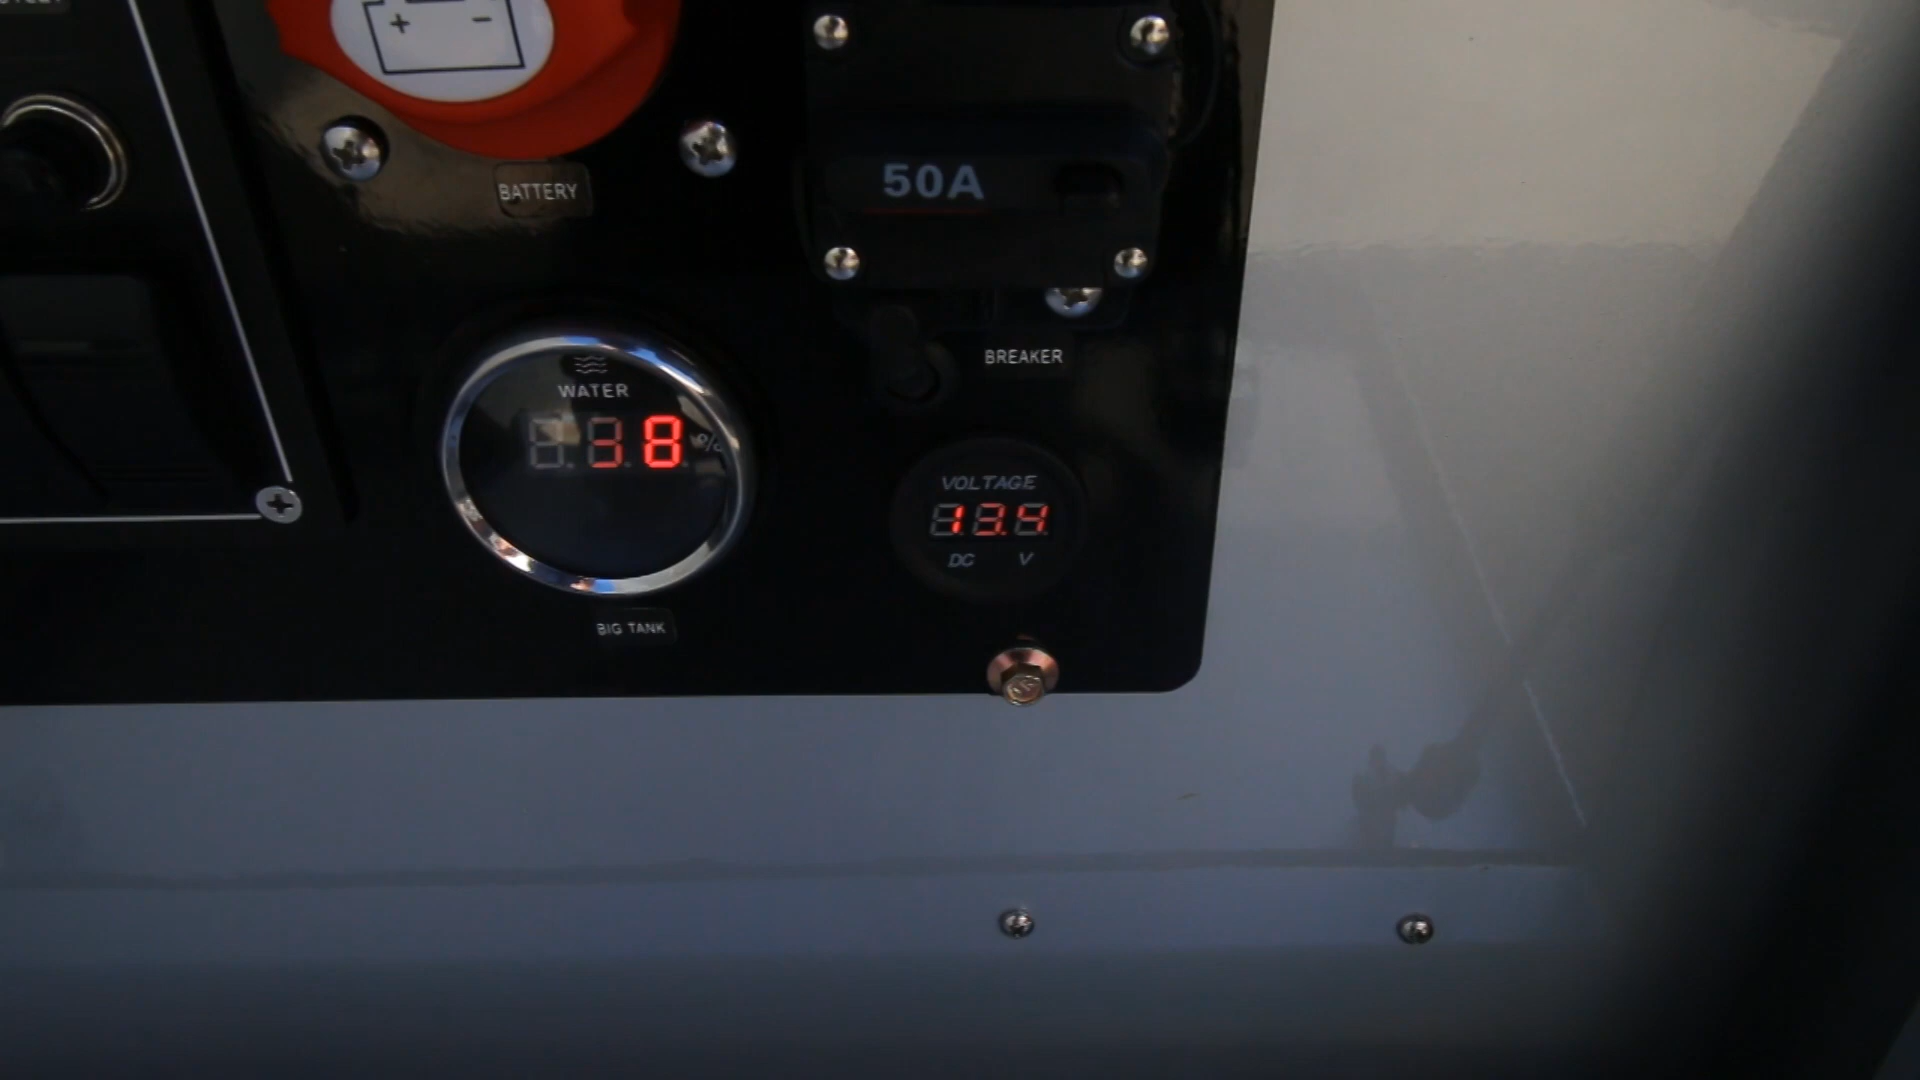 BATTERY
50A
BREAKER
WATER
38 %
VOLTAGE
13.4
DC V
BIG TANK